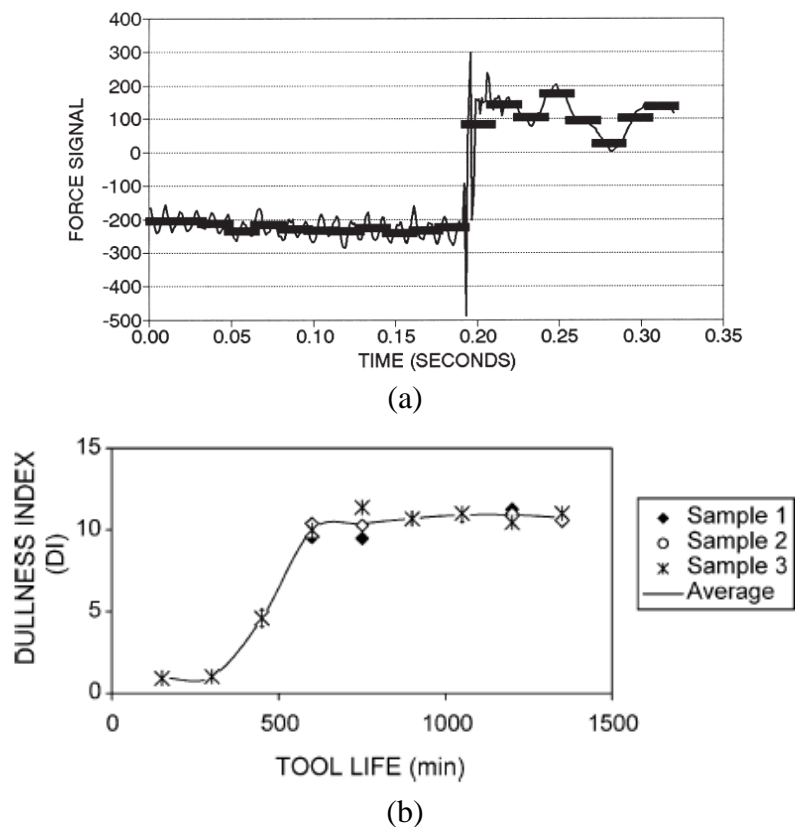 400
300
200
100
0
-100
-200
-300
-400
-500
FORCE SIGNAL
0.00 0.05 0.10 0.15 0.20 0.25 0.30 0.35
TIME (SECONDS)
(a)
15
10
5
0
DULLNESS INDEX
(DI)
0 500 1000 1500
TOOL LIFE (min)
Sample 1
Sample 2
Sample 3
Average
(b)